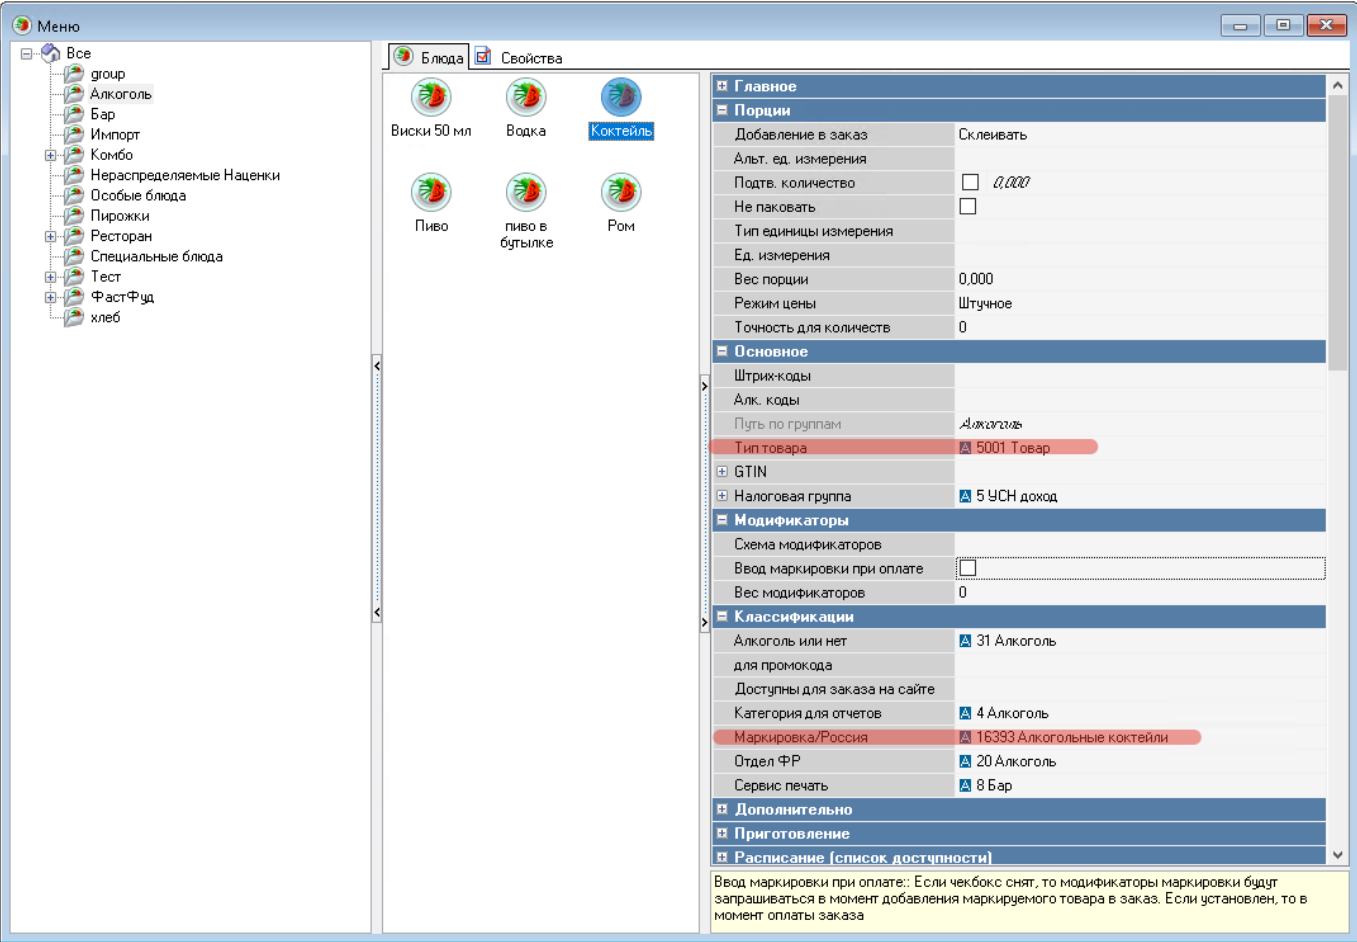 Меню
Все
group
Алкоголь
Бар
Импорт
Комбо
Нераспределяемые Наценки
Особые блюда
Пирожки
Ресторан
Специальные блюда
Тест
ФастФуд
хлеб
Блюда
Свойства
Виски 50 мл
Водка
Коктейль
Пиво
пиво в
бутылке
Ром
Главное
Порции
Добавление в заказ Склеивать
Альт. ед. измерения
Подтв. количество 0,000
Не паковать
Тип единицы измерения
Ед. измерения
Вес порции 0,000
Режим цены Штучное
Точность для количеств 0
Основное
Штрих-коды
Алк. коды
Путь по группам Алкоголь
Тип товара A 5001 Товар
GTIN
Налоговая группа A 5 УСН доход
Модификаторы
Схема модификаторов
Ввод маркировки при оплате
Вес модификаторов 0
Классификации
Алкоголь или нет A 31 Алкоголь
для промокода
Доступны для заказа на сайте
Категория для отчетов A 4 Алкоголь
Маркировка/Россия A 16393 Алкогольные коктейли
Отдел ФР A 20 Алкоголь
Сервис печать A 8 Бар
Дополнительно
Приготовление
Расписание (список доступности)
Ввод маркировки при оплате:: Если чекбокс снят, то модификаторы маркировки будут
запрашиваться в момент добавления маркируемого товара в заказ. Если установлен, то в
момент оплаты заказа